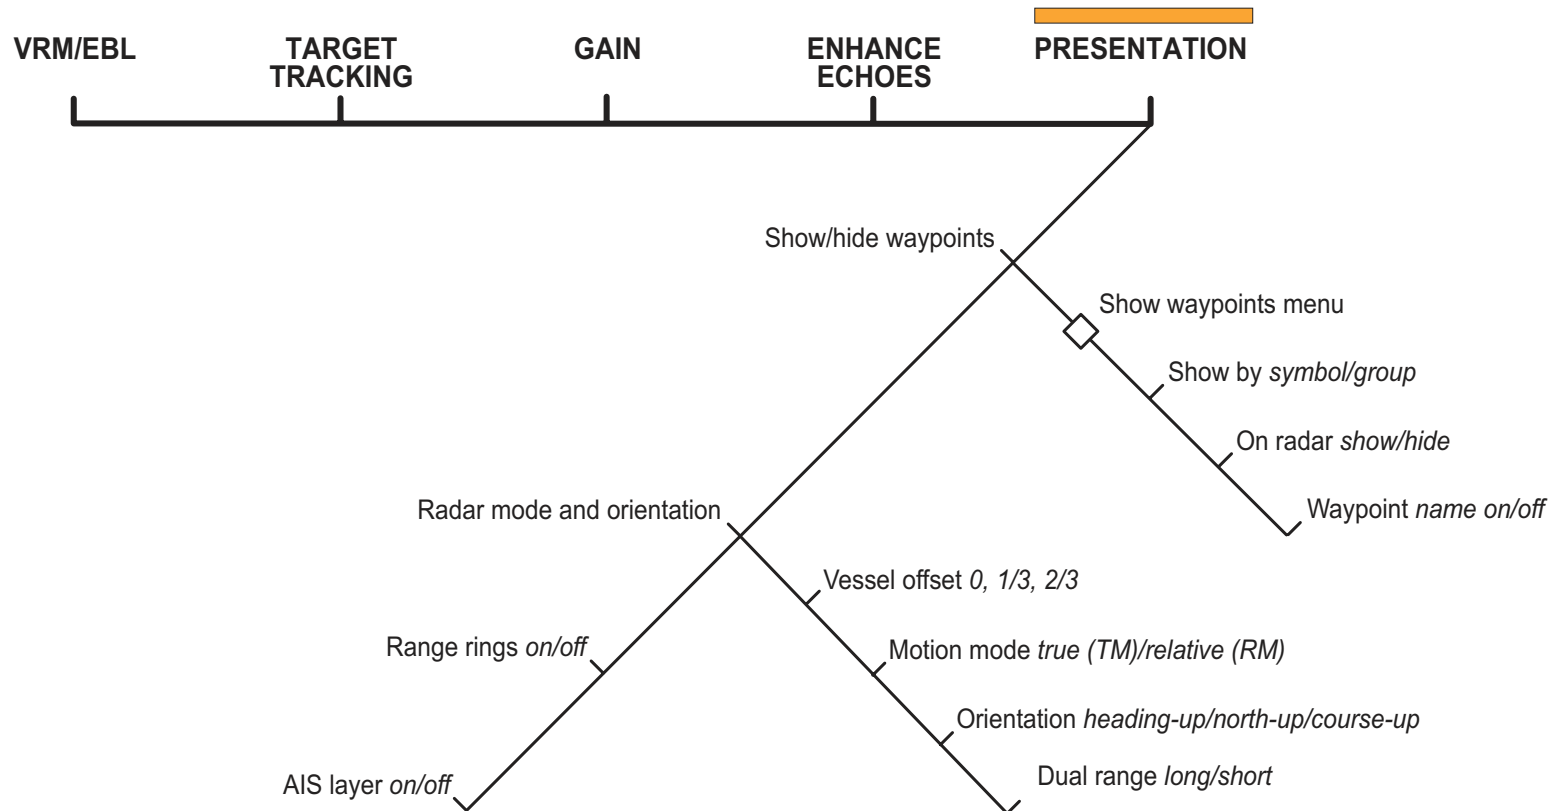 VRM/EBL
TARGET
TRACKING
GAIN
ENHANCE
ECHOES
PRESENTATION
Show/hide waypoints
Show waypoints menu
Show by symbol/group
On radar show/hide
Waypoint name on/off
Radar mode and orientation
Vessel offset 0, 1/3, 2/3
Motion mode true (TM)/relative (RM)
Orientation heading-up/north-up/course-up
Dual range long/short
Range rings on/off
AIS layer on/off